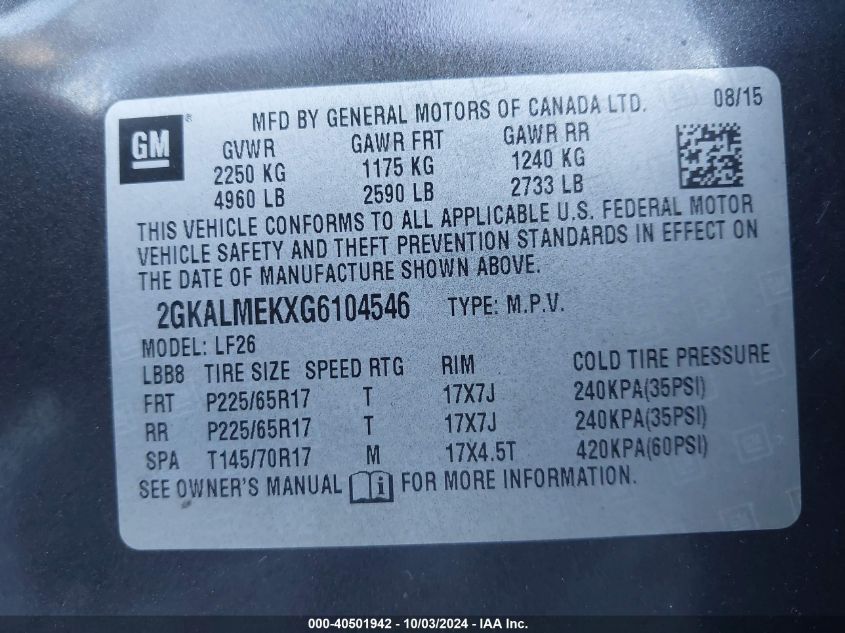 MFD BY GENERAL MOTORS OF CANADA LTD. 08/15
GM ®
GVWR GAWR FRT GAWR RR
2250 KG 1175 KG 1240 KG
4960 LB 2590 LB 2733 LB
THIS VEHICLE CONFORMS TO ALL APPLICABLE U.S. FEDERAL MOTOR
VEHICLE SAFETY AND THEFT PREVENTION STANDARDS IN EFFECT ON
THE DATE OF MANUFACTURE SHOWN ABOVE.
2GKALMEKXG6104546 TYPE: M.P.V.
MODEL: LF26
LBB8 TIRE SIZE SPEED RTG RIM COLD TIRE PRESSURE
FRT P225/65R17 T 17X7J 240KPA(35PSI)
RR P225/65R17 T 17X7J 240KPA(35PSI)
SPA T145/70R17 M 17X4.5T 420KPA(60PSI)
SEE OWNER'S MANUAL i FOR MORE INFORMATION.
000-40501942 - 10/03/2024 - IAA Inc.